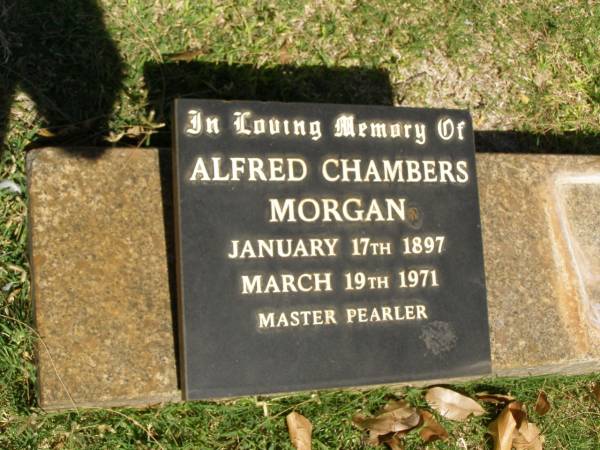 In Loving Memory Of
ALFRED CHAMBERS
MORGAN
JANUARY 17TH 1897
MARCH 19TH 1971
MASTER PEARLER